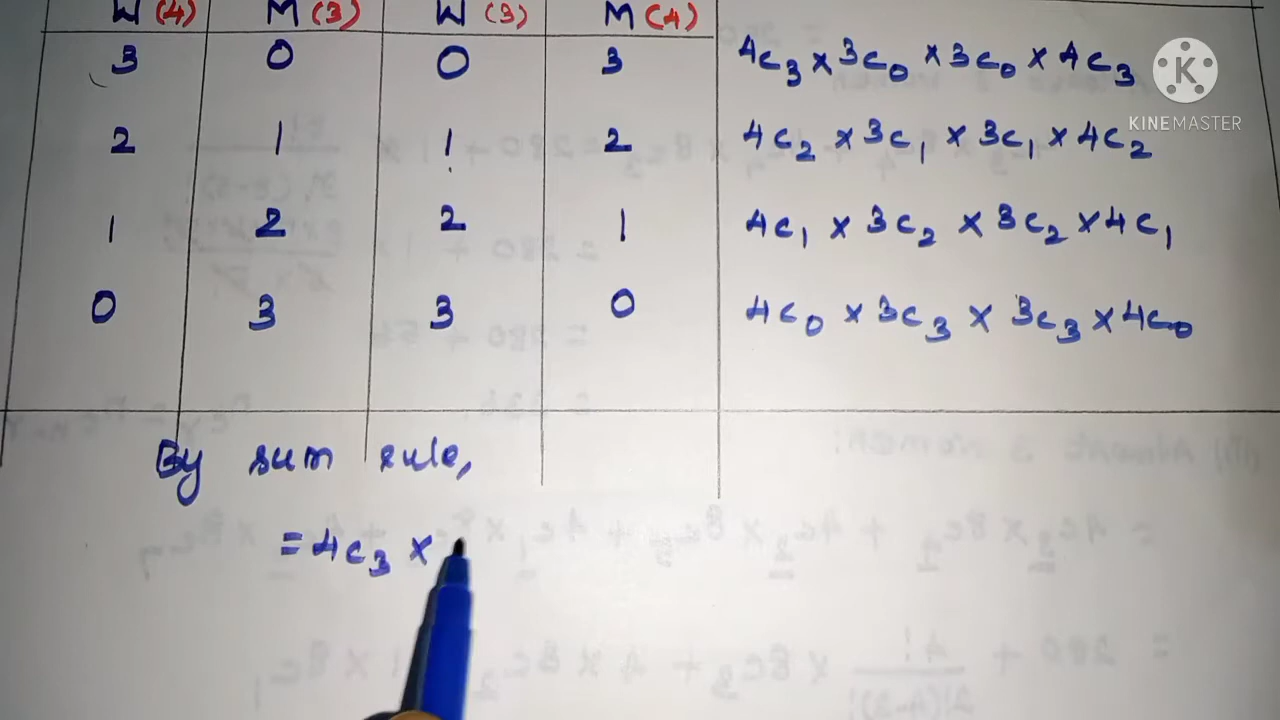 W (4) M (3) W (3) M (4)
3 0 0 3 4c₃ × 3c₀ × 3c₀ × 4c₃
K
KINEMASTER
2 1 1 2 4c₂ × 3c₁ × 3c₁ × 4c₂
1 2 2 1 4c₁ × 3c₂ × 3c₂ × 4c₁
0 3 3 0 4c₀ × 3c₃ × 3c₃ × 4c₀
By sum rule,
= 4c₃ ×